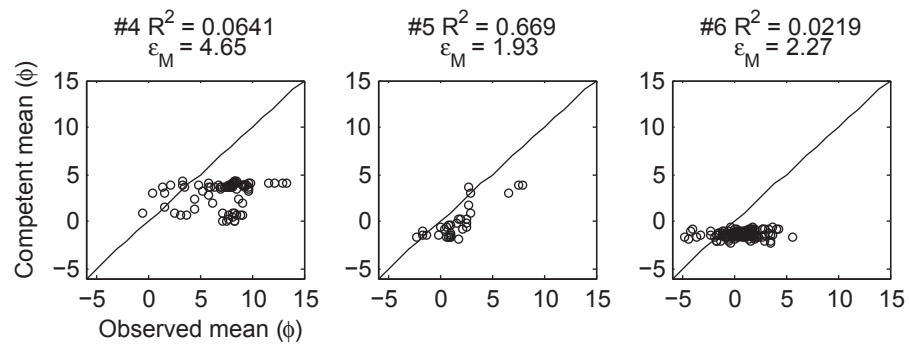 #4 R² = 0.0641
ε_M = 4.65
#5 R² = 0.669
ε_M = 1.93
#6 R² = 0.0219
ε_M = 2.27
Competent mean (ϕ)
15
10
5
0
−5
−5 0 5 10 15
15
10
5
0
−5
−5 0 5 10 15
15
10
5
0
−5
−5 0 5 10 15
Observed mean (ϕ)